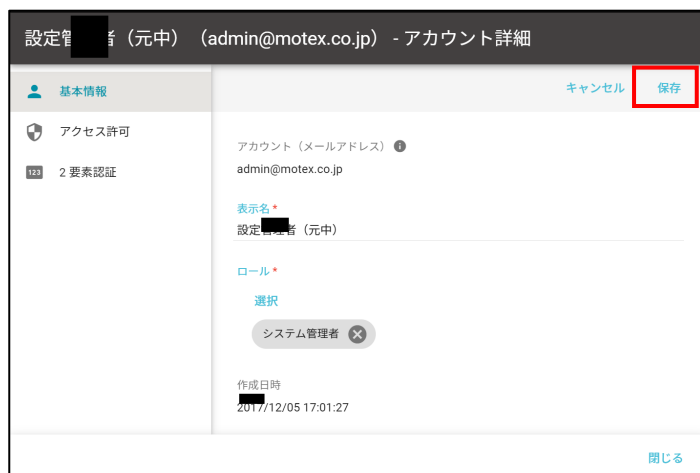 設定管　者（元中）（admin@motex.co.jp） - アカウント詳細
基本情報
キャンセル
保存
アクセス許可
2 要素認証
123
アカウント（メールアドレス）
admin@motex.co.jp
表示名 *
設定　者（元中）
ロール *
選択
システム管理者
作成日時
2017/12/05 17:01:27
閉じる